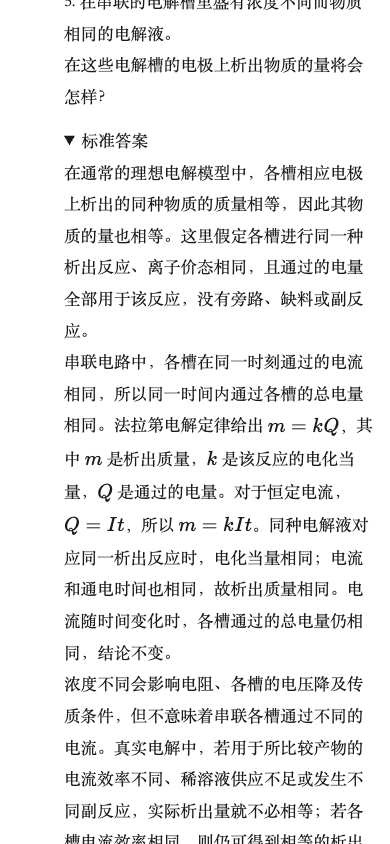 5. 在串联的电解槽里盛有浓度不同而物质
相同的电解液。
在这些电解槽的电极上析出物质的量将会
怎样?
▼ 标准答案
在通常的理想电解模型中，各槽相应电极
上析出的同种物质的质量相等，因此其物
质的量也相等。这里假定各槽进行同一种
析出反应、离子价态相同，且通过的电量
全部用于该反应，没有旁路、缺料或副反
应。
串联电路中，各槽在同一时刻通过的电流
相同，所以同一时间内通过各槽的总电量
相同。法拉第电解定律给出 m = kQ，其
中 m 是析出质量，k 是该反应的电化当
量，Q 是通过的电量。对于恒定电流，
Q = It，所以 m = kIt。同种电解液对
应同一析出反应时，电化当量相同；电流
和通电时间也相同，故析出质量相同。电
流随时间变化时，各槽通过的总电量仍相
同，结论不变。
浓度不同会影响电阻、各槽的电压降及传
质条件，但不意味着串联各槽通过不同的
电流。真实电解中，若用于所比较产物的
电流效率不同、稀溶液供应不足或发生不
同副反应，实际析出量就不必相等；若各
槽电流效率相同，则仍可得到相等的析出